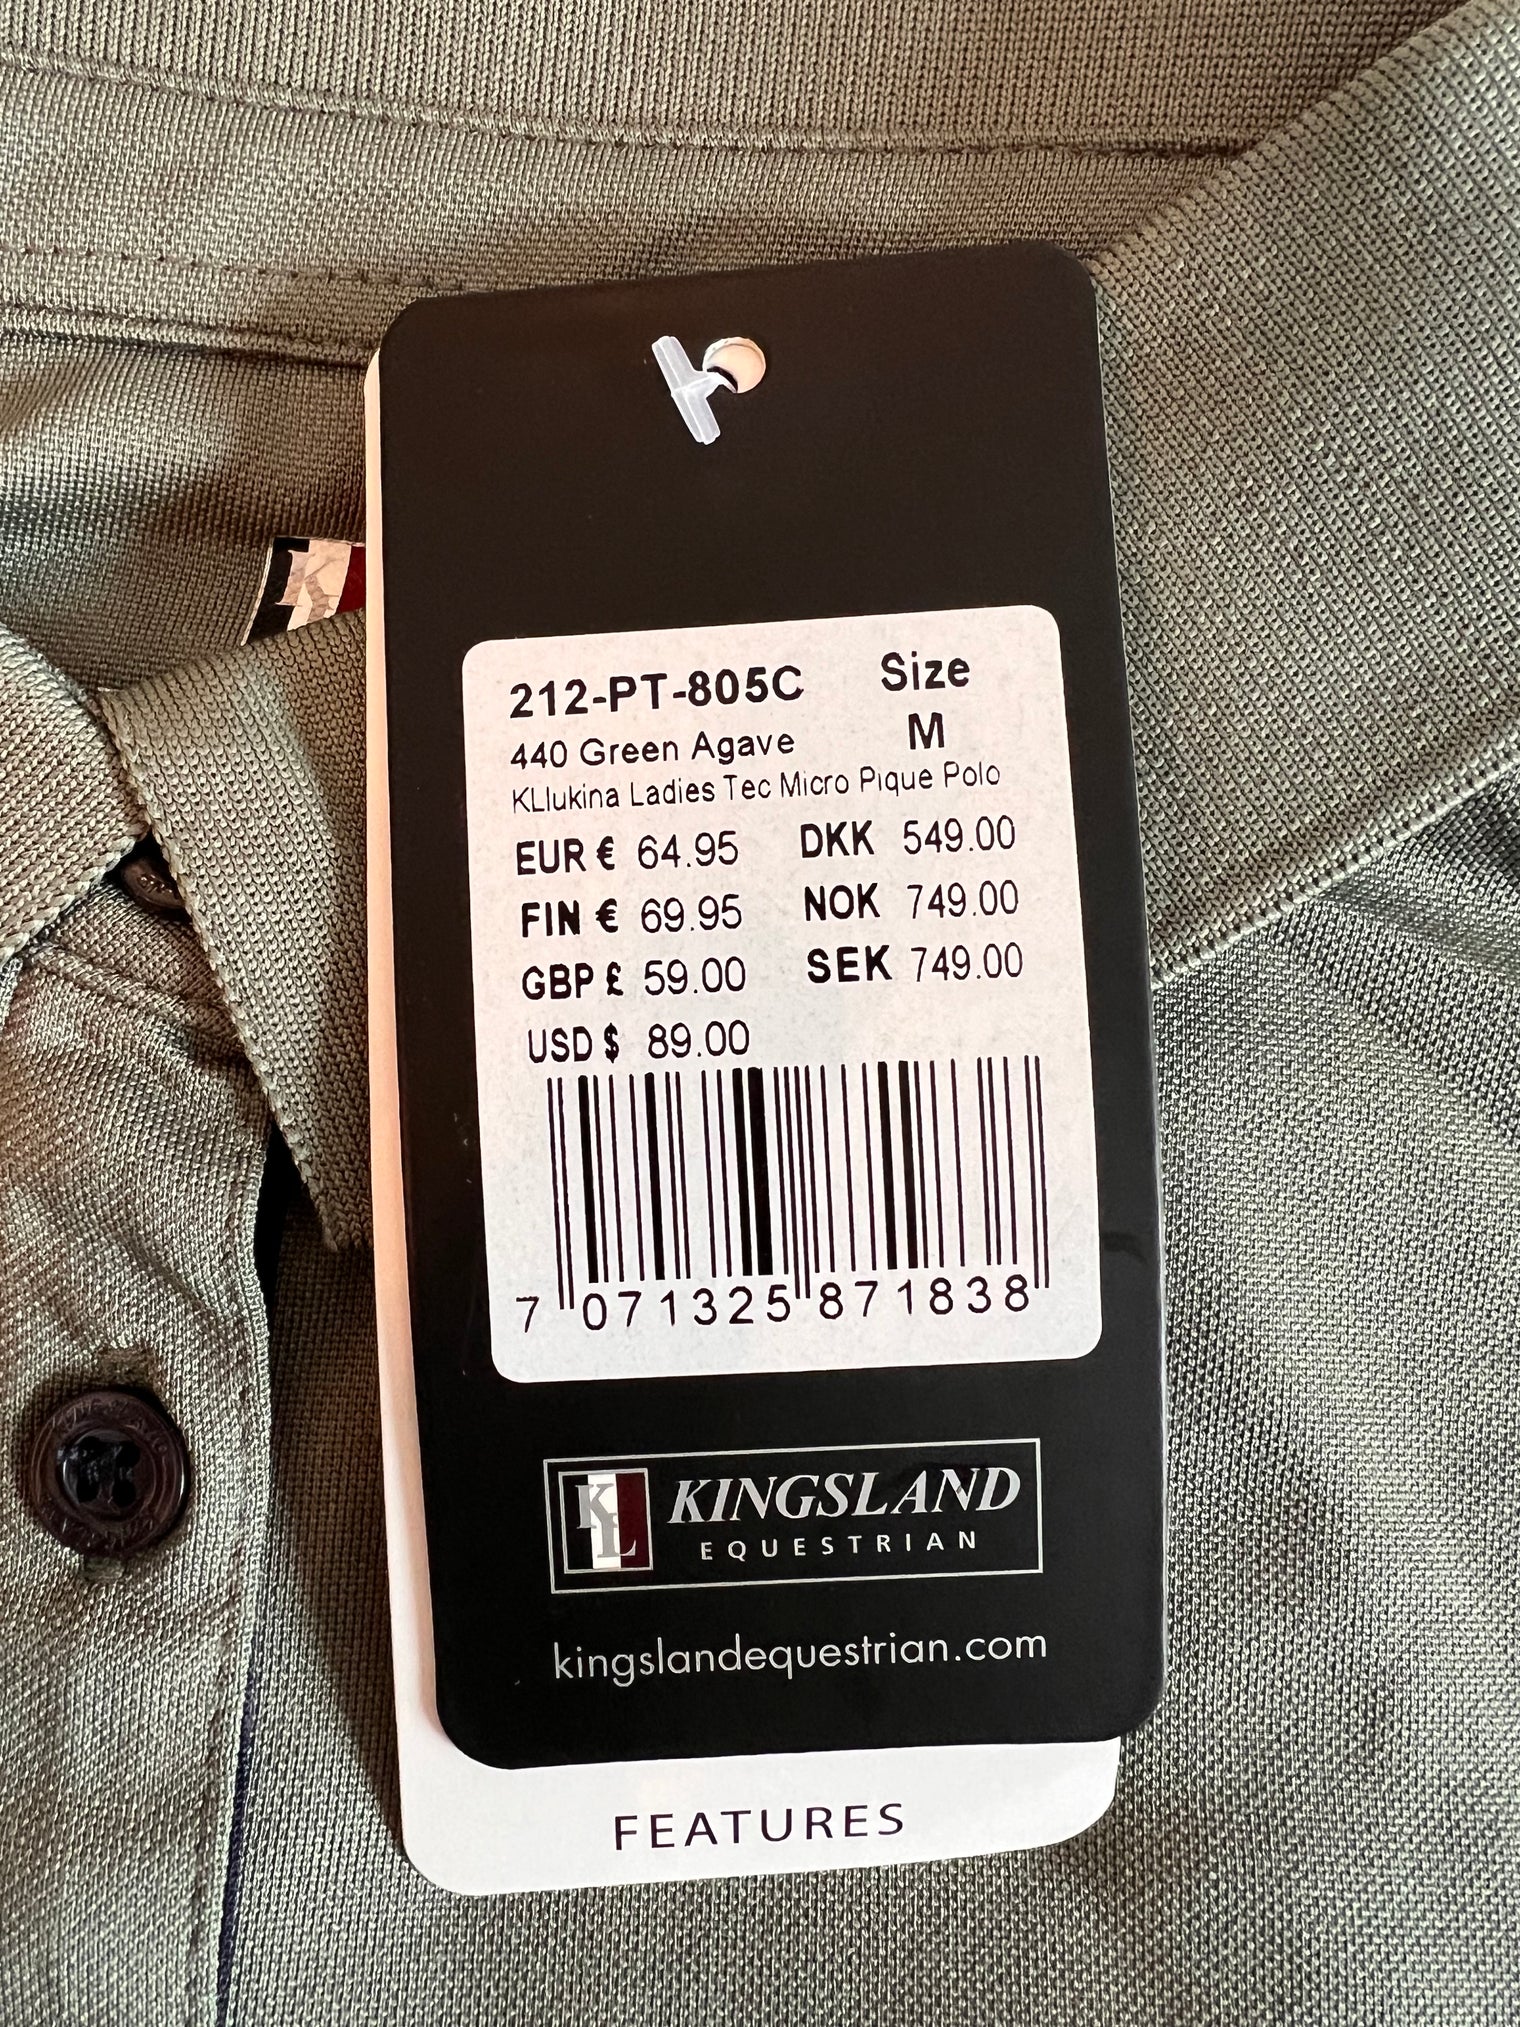 212-PT-805C Size
440 Green Agave M
KLlukina Ladies Tec Micro Pique Polo
EUR € 64.95 DKK 549.00
FIN € 69.95 NOK 749.00
GBP £ 59.00 SEK 749.00
USD $ 89.00
7 071325 871838
KL KINGSLAND
EQUESTRIAN
kingslandequestrian.com
FEATURES